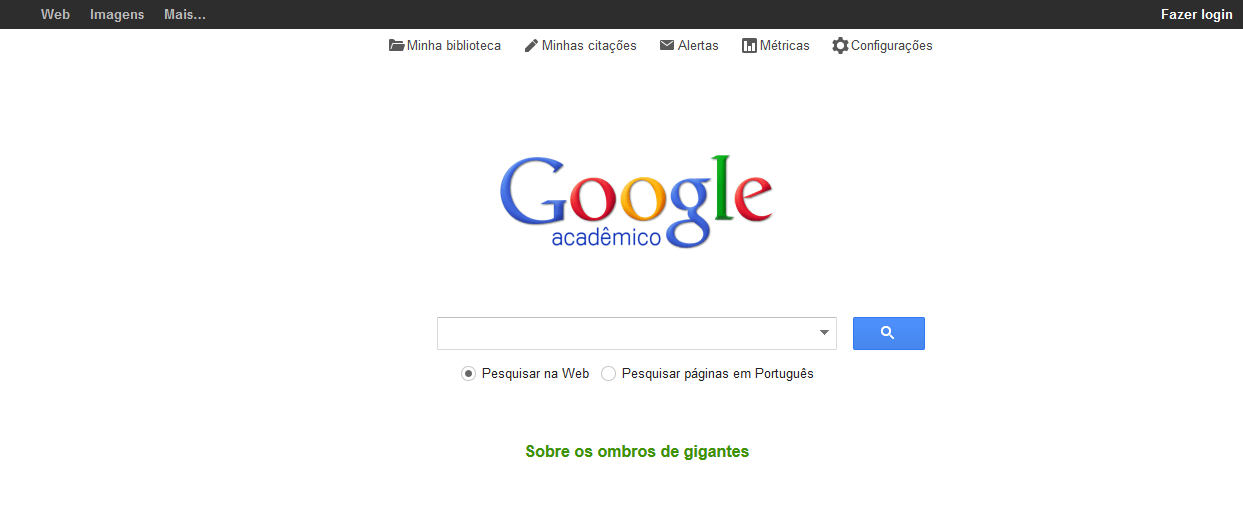 Web Imagens Mais... Fazer login
Minha biblioteca Minhas citações Alertas Métricas Configurações
Google
acadêmico
Pesquisar na Web Pesquisar páginas em Português
Sobre os ombros de gigantes